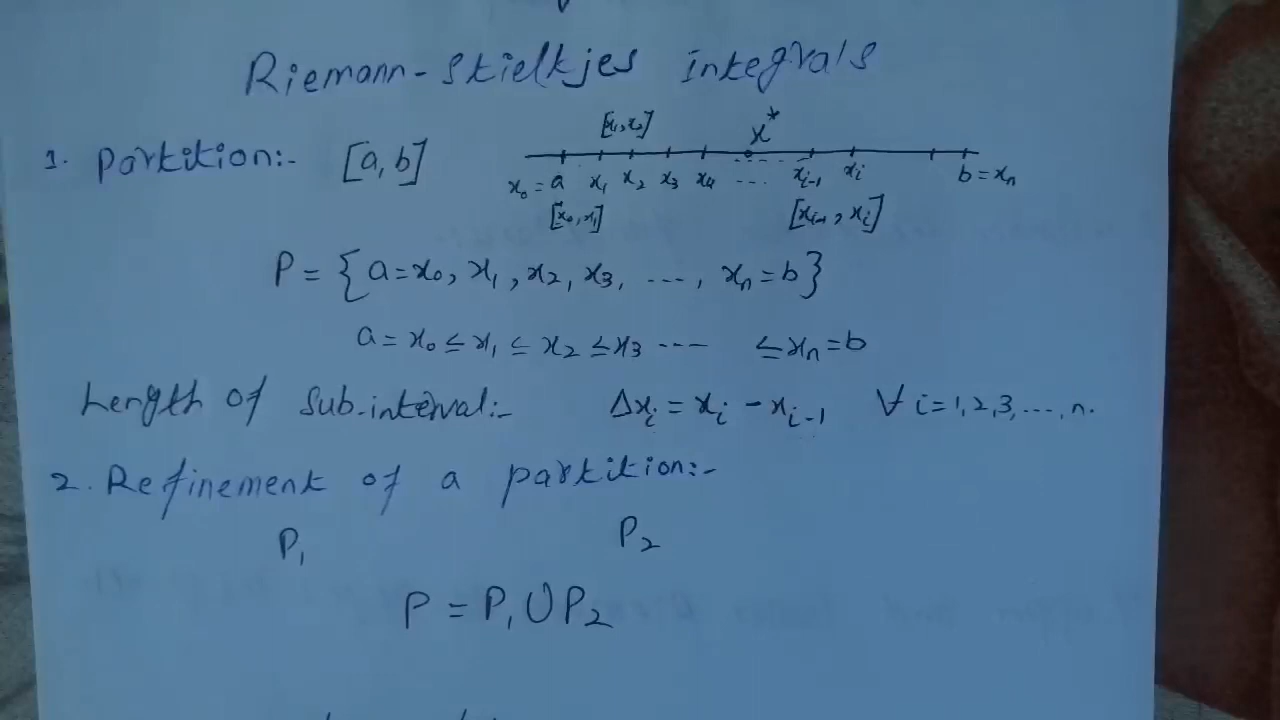 Riemann-Stieltjes integrals
[x₁,x₂] x*
1. Partition:- [a,b]
x₀=a x₁ x₂ x₃ x₄ ... xᵢ₋₁ xᵢ b=xₙ
[x₀,x₁] [xᵢ₋₁,xᵢ]
P={a=x₀, x₁, x₂, x₃, ---, xₙ=b}
a=x₀≤x₁≤x₂≤x₃ --- ≤xₙ=b
Length of sub-interval:- Δxᵢ=xᵢ-xᵢ₋₁ ∀ i=1,2,3,...,n.
2. Refinement of a partition:-
P₁ P₂
P=P₁∪P₂